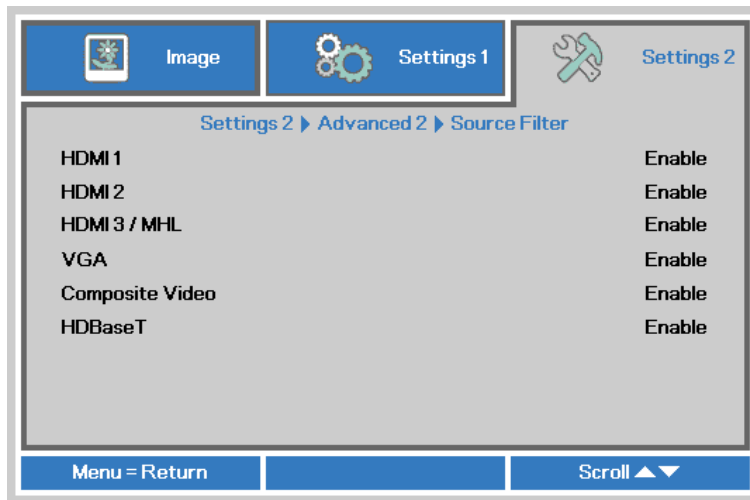 Image
Settings 1
Settings 2
Settings 2 ▶ Advanced 2 ▶ Source Filter
HDMI 1 Enable
HDMI 2 Enable
HDMI 3 / MHL Enable
VGA Enable
Composite Video Enable
HDBaseT Enable
Menu = Return
Scroll ▲▼